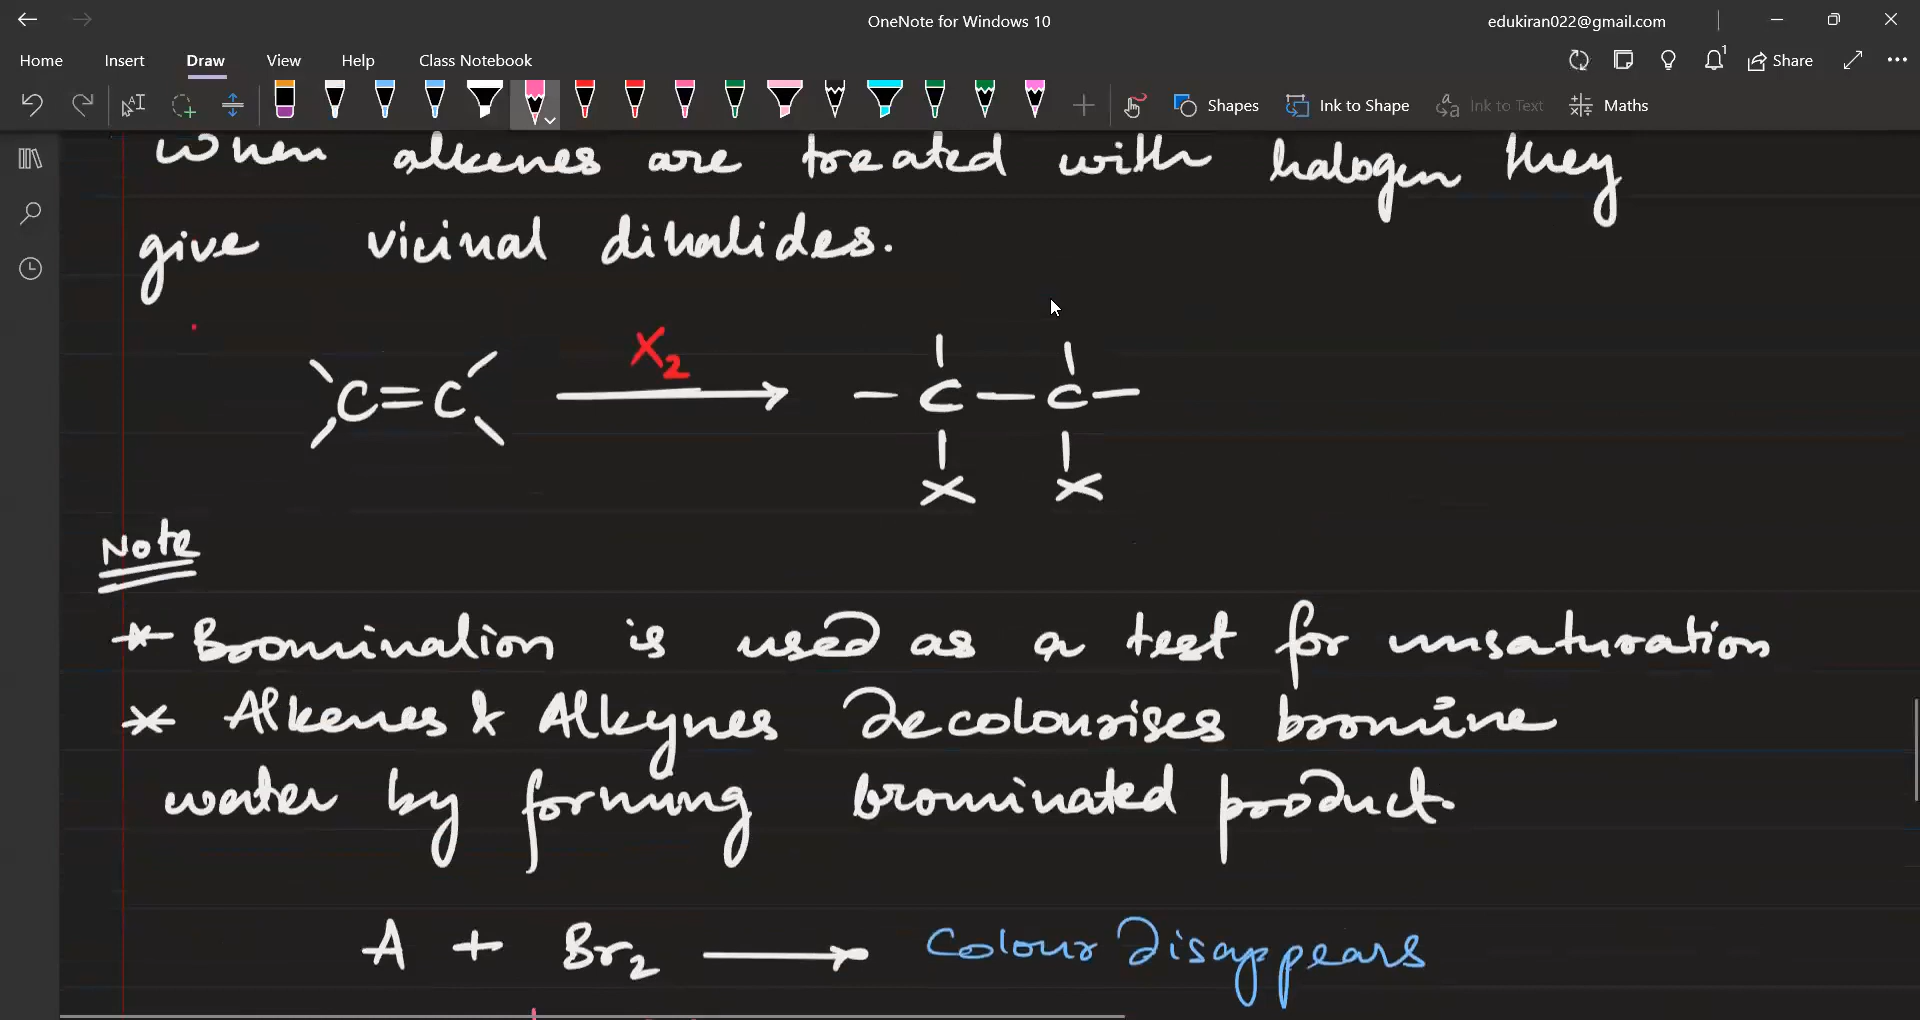 OneNote for Windows 10
edukiran022@gmail.com
Home Insert Draw View Help Class Notebook
1
Share
Shapes Ink to Shape Ink to Text Maths
When alkenes are treated with halogen they
give vicinal dihalides.
X2
C=C
— C — C —
X X
Note
* Bromination is used as a test for unsaturation
* Alkenes & Alkynes decolourises bromine
water by forming brominated product.
A + Br2 ⟶ Colour Disappears